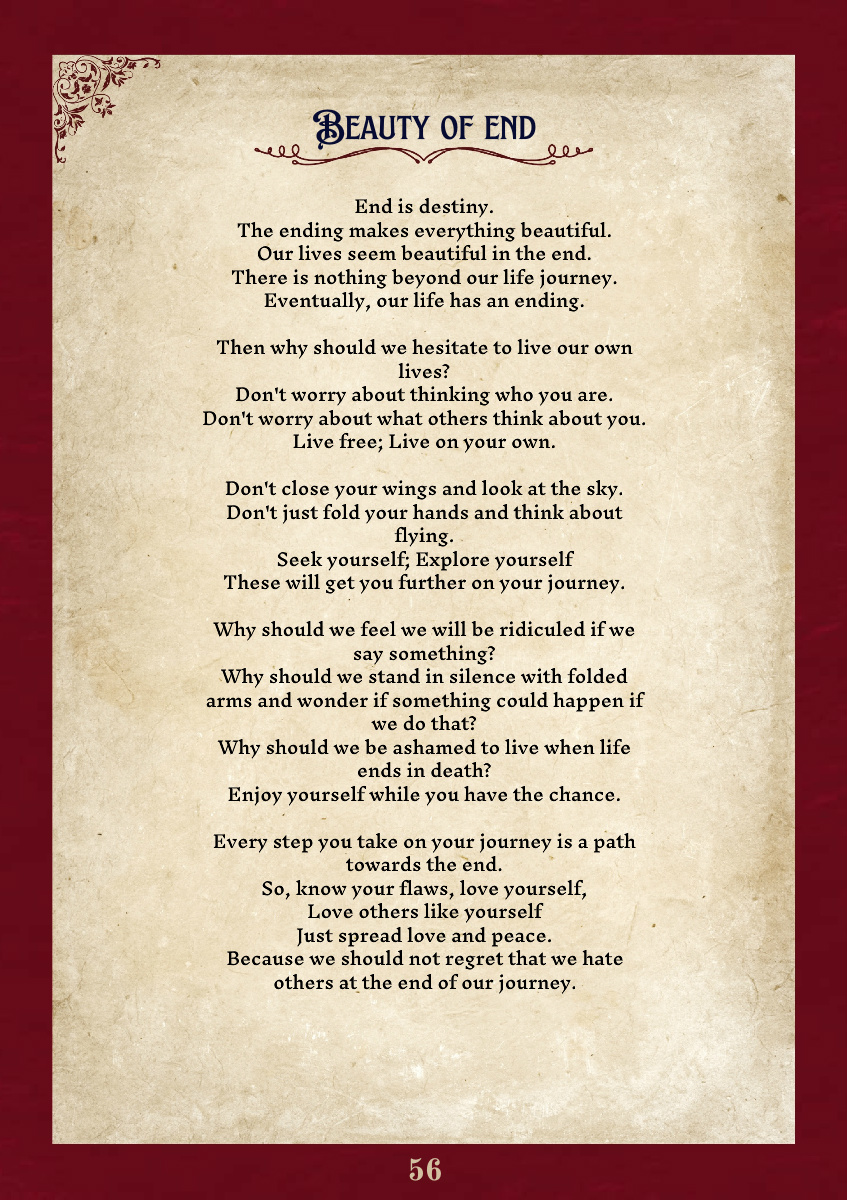 Beauty of end
End is destiny.
The ending makes everything beautiful.
Our lives seem beautiful in the end.
There is nothing beyond our life journey.
Eventually, our life has an ending.
Then why should we hesitate to live our own
lives?
Don't worry about thinking who you are.
Don't worry about what others think about you.
Live free; Live on your own.
Don't close your wings and look at the sky.
Don't just fold your hands and think about
flying.
Seek yourself; Explore yourself
These will get you further on your journey.
Why should we feel we will be ridiculed if we
say something?
Why should we stand in silence with folded
arms and wonder if something could happen if
we do that?
Why should we be ashamed to live when life
ends in death?
Enjoy yourself while you have the chance.
Every step you take on your journey is a path
towards the end.
So, know your flaws, love yourself,
Love others like yourself
Just spread love and peace.
Because we should not regret that we hate
others at the end of our journey.
56